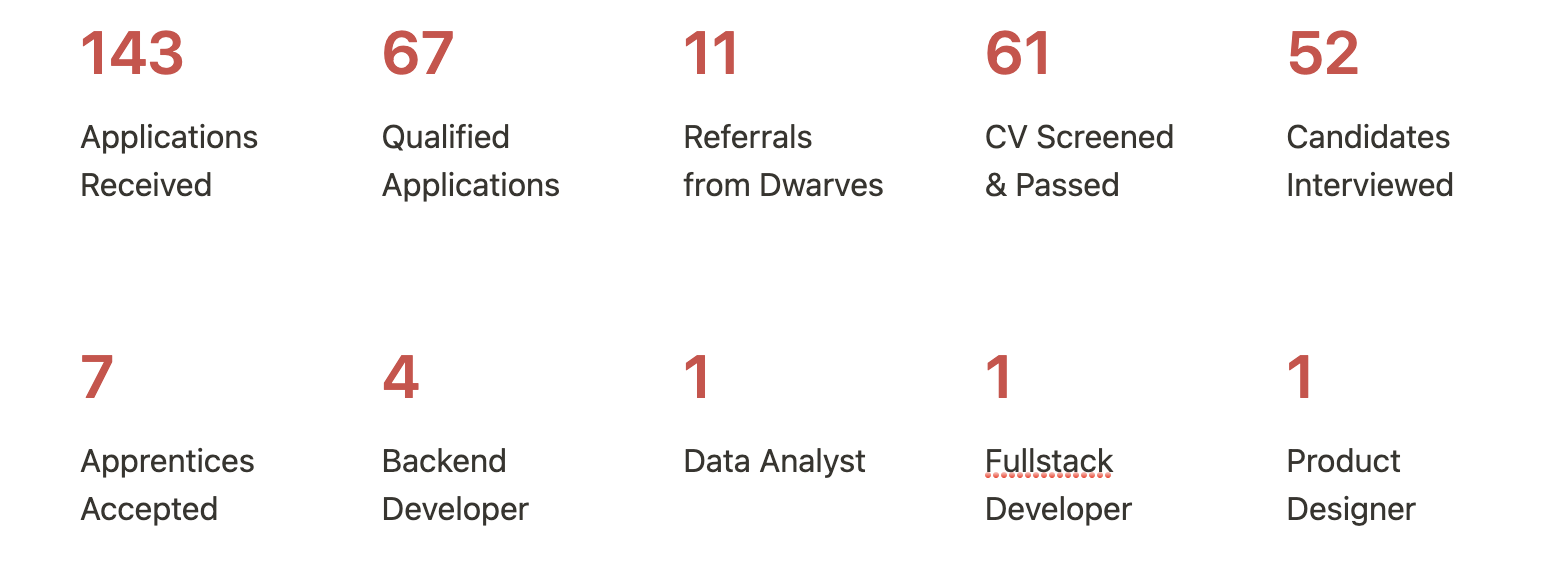 143
Applications
Received
67
Qualified
Applications
11
Referrals
from Dwarves
61
CV Screened
& Passed
52
Candidates
Interviewed
7
Apprentices
Accepted
4
Backend
Developer
1
Data Analyst
1
Fullstack
Developer
1
Product
Designer